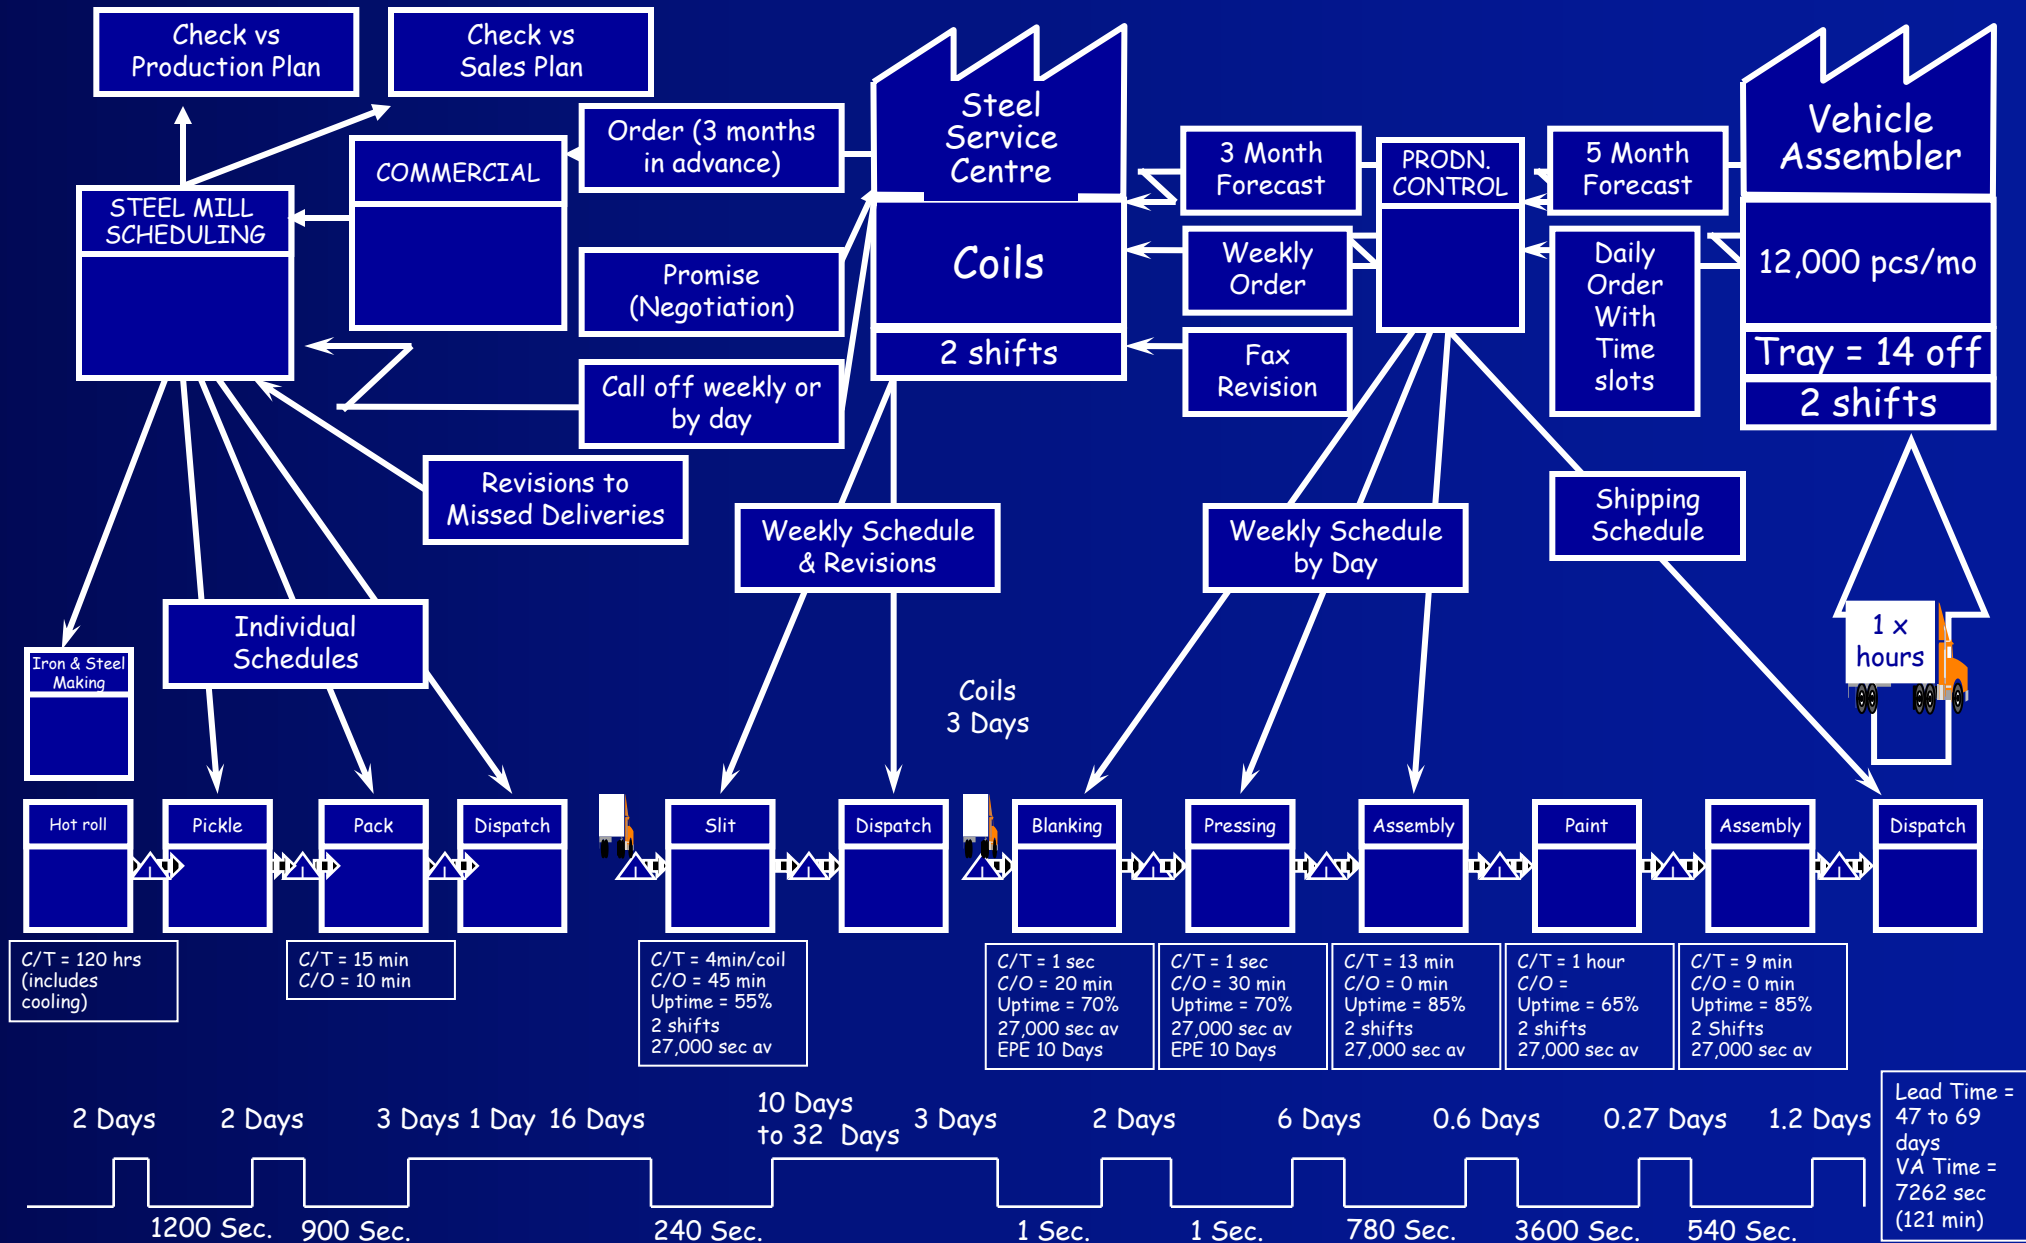 Check vs
Production Plan
Check vs
Sales Plan
Order (3 months
in advance)
COMMERCIAL
STEEL MILL
SCHEDULING
Promise
(Negotiation)
Call off weekly or
by day
Revisions to
Missed Deliveries
Steel
Service
Centre
Coils
2 shifts
3 Month
Forecast
Weekly
Order
Fax
Revision
PRODN.
CONTROL
5 Month
Forecast
Daily
Order
With
Time
slots
Vehicle
Assembler
12,000 pcs/mo
Tray = 14 off
2 shifts
Individual
Schedules
Weekly Schedule
& Revisions
Weekly Schedule
by Day
Shipping
Schedule
1 x
hours
Coils
3 Days
Iron & Steel
Making
Hot roll
Pickle
Pack
Dispatch
Slit
Dispatch
Blanking
Pressing
Assembly
Paint
Assembly
Dispatch
I
I
I
I
I
I
I
I
I
I
I
C/T = 120 hrs
(includes
cooling)
C/T = 15 min
C/O = 10 min
C/T = 4min/coil
C/O = 45 min
Uptime = 55%
2 shifts
27,000 sec av
C/T = 1 sec
C/O = 20 min
Uptime = 70%
27,000 sec av
EPE 10 Days
C/T = 1 sec
C/O = 30 min
Uptime = 70%
27,000 sec av
EPE 10 Days
C/T = 13 min
C/O = 0 min
Uptime = 85%
2 shifts
27,000 sec av
C/T = 1 hour
C/O =
Uptime = 65%
2 shifts
27,000 sec av
C/T = 9 min
C/O = 0 min
Uptime = 85%
2 Shifts
27,000 sec av
2 Days
2 Days
3 Days
1 Day
16 Days
10 Days
to 32 Days
3 Days
2 Days
6 Days
0.6 Days
0.27 Days
1.2 Days
1200 Sec.
900 Sec.
240 Sec.
1 Sec.
1 Sec.
780 Sec.
3600 Sec.
540 Sec.
Lead Time =
47 to 69
days
VA Time =
7262 sec
(121 min)